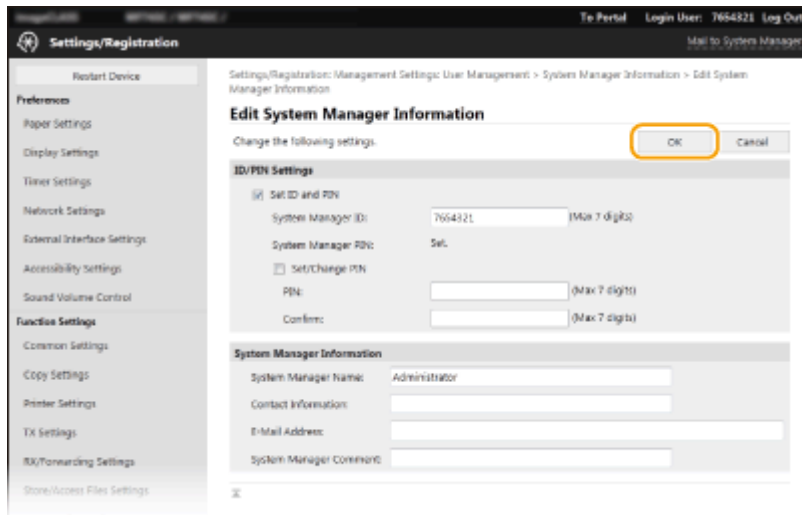 To Portal Login User: 7654321 Log Out
Settings/Registration
Mail to System Manager
Restart Device
Settings/Registration: Management Settings: User Management > System Manager Information > Edit System
Manager Information
Preferences
Edit System Manager Information
Paper Settings
Change the following settings.
OK
Cancel
Display Settings
ID/PIN Settings
Timer Settings
Set ID and PIN
Network Settings
System Manager ID:
7654321
(Max 7 digits)
External Interface Settings
System Manager PIN:
Set.
Accessibility Settings
Set/Change PIN
Sound Volume Control
PIN:
(Max 7 digits)
Confirm:
(Max 7 digits)
Function Settings
Common Settings
System Manager Information
Copy Settings
System Manager Name:
Administrator
Printer Settings
Contact Information:
TX Settings
E-Mail Address:
RX/Forwarding Settings
System Manager Comment:
Store/Access Files Settings